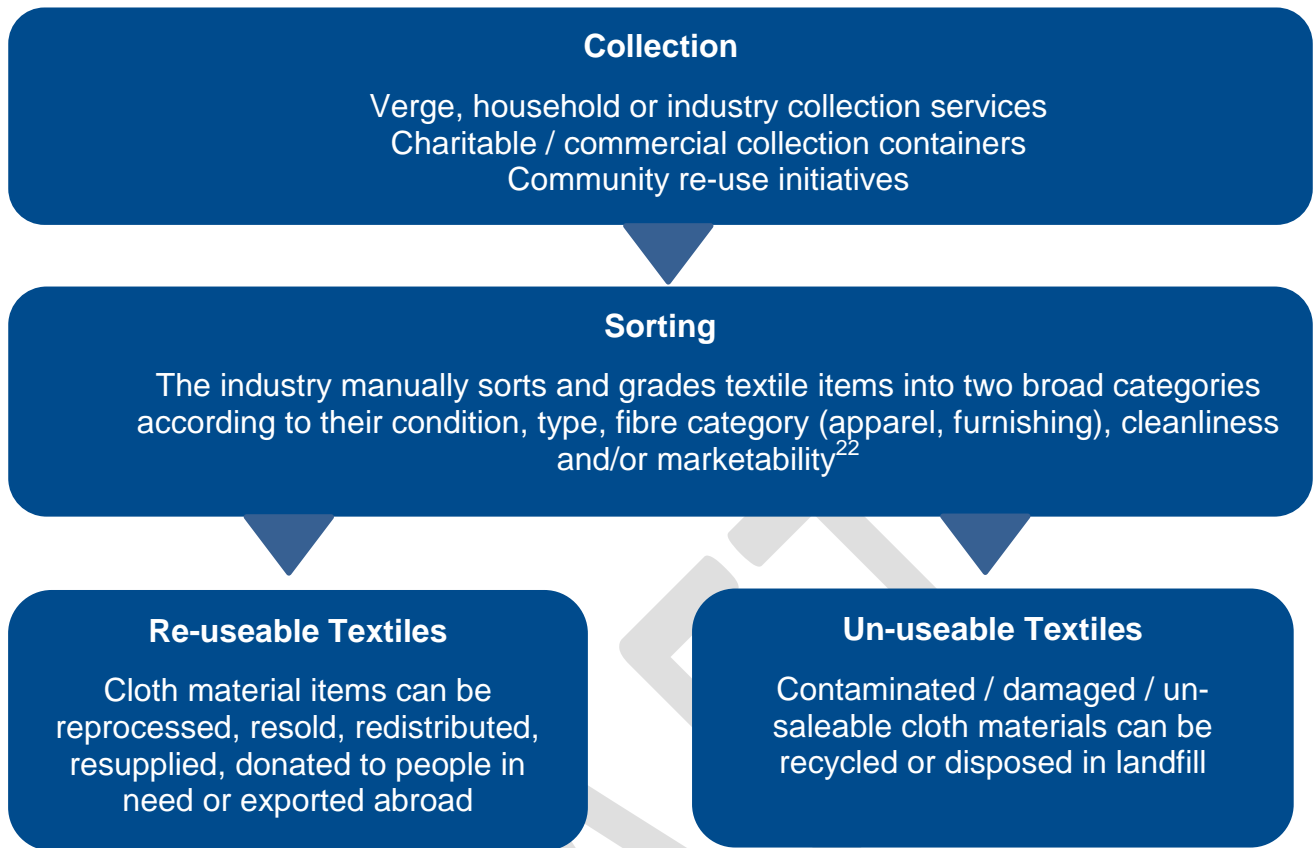 Collection
Verge, household or industry collection services
Charitable / commercial collection containers
Community re-use initiatives
Sorting
The industry manually sorts and grades textile items into two broad categories
according to their condition, type, fibre category (apparel, furnishing), cleanliness
and/or marketability22
Re-useable Textiles
Cloth material items can be
reprocessed, resold, redistributed,
resupplied, donated to people in
need or exported abroad
Un-useable Textiles
Contaminated / damaged / un-
saleable cloth materials can be
recycled or disposed in landfill